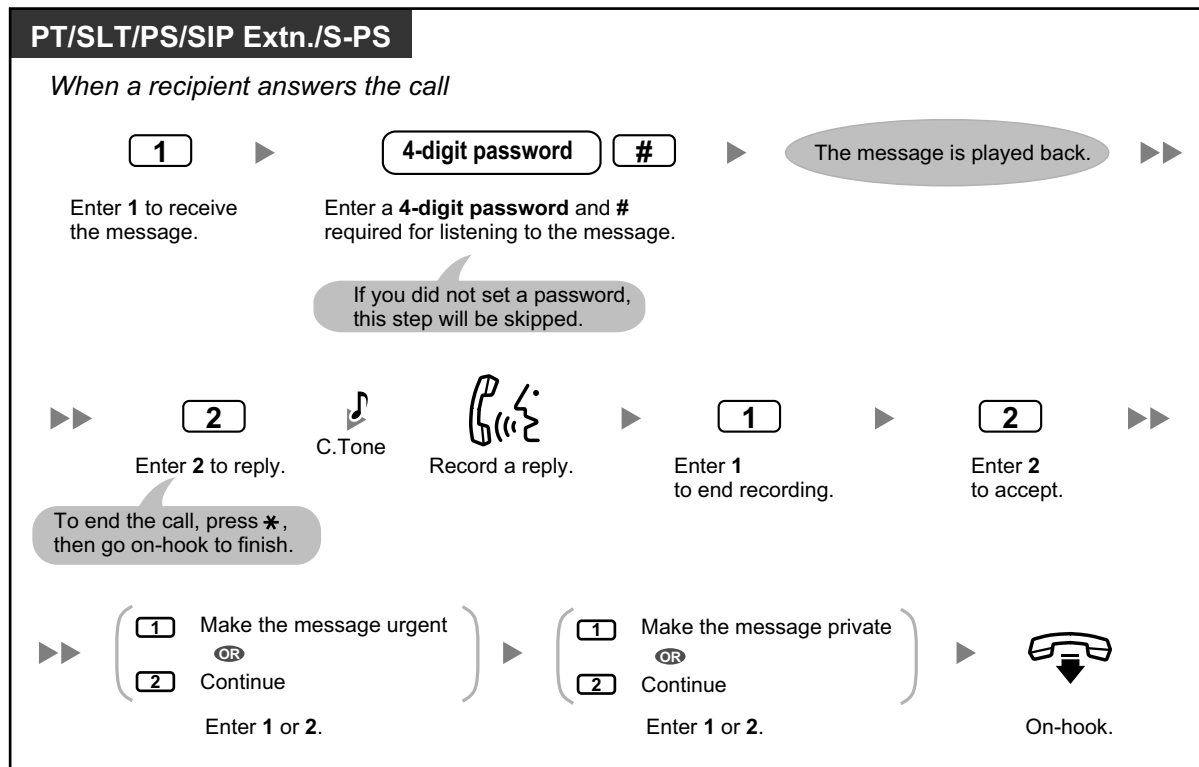 PT/SLT/PS/SIP Extn./S-PS
When a recipient answers the call
1
4-digit password #
The message is played back.
Enter 1 to receive
the message.
Enter a 4-digit password and #
required for listening to the message.
If you did not set a password,
this step will be skipped.
2
C.Tone
1
2
Enter 2 to reply.
Record a reply.
Enter 1
to end recording.
Enter 2
to accept.
To end the call, press *,
then go on-hook to finish.
1 Make the message urgent
OR
2 Continue
Enter 1 or 2.
1 Make the message private
OR
2 Continue
Enter 1 or 2.
On-hook.